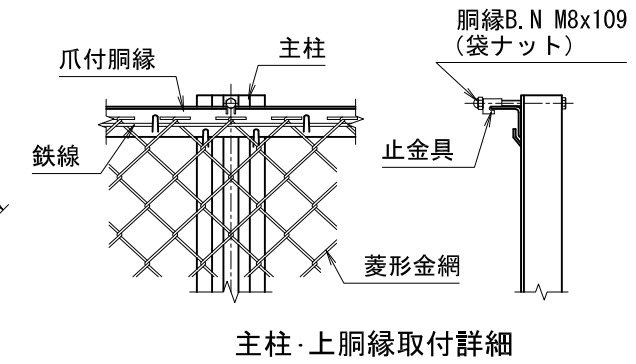 胴縁B.N M8x109
(袋ナット)
爪付胴縁
主柱
鉄線
止金具
菱形金網
主柱･上胴縁取付詳細